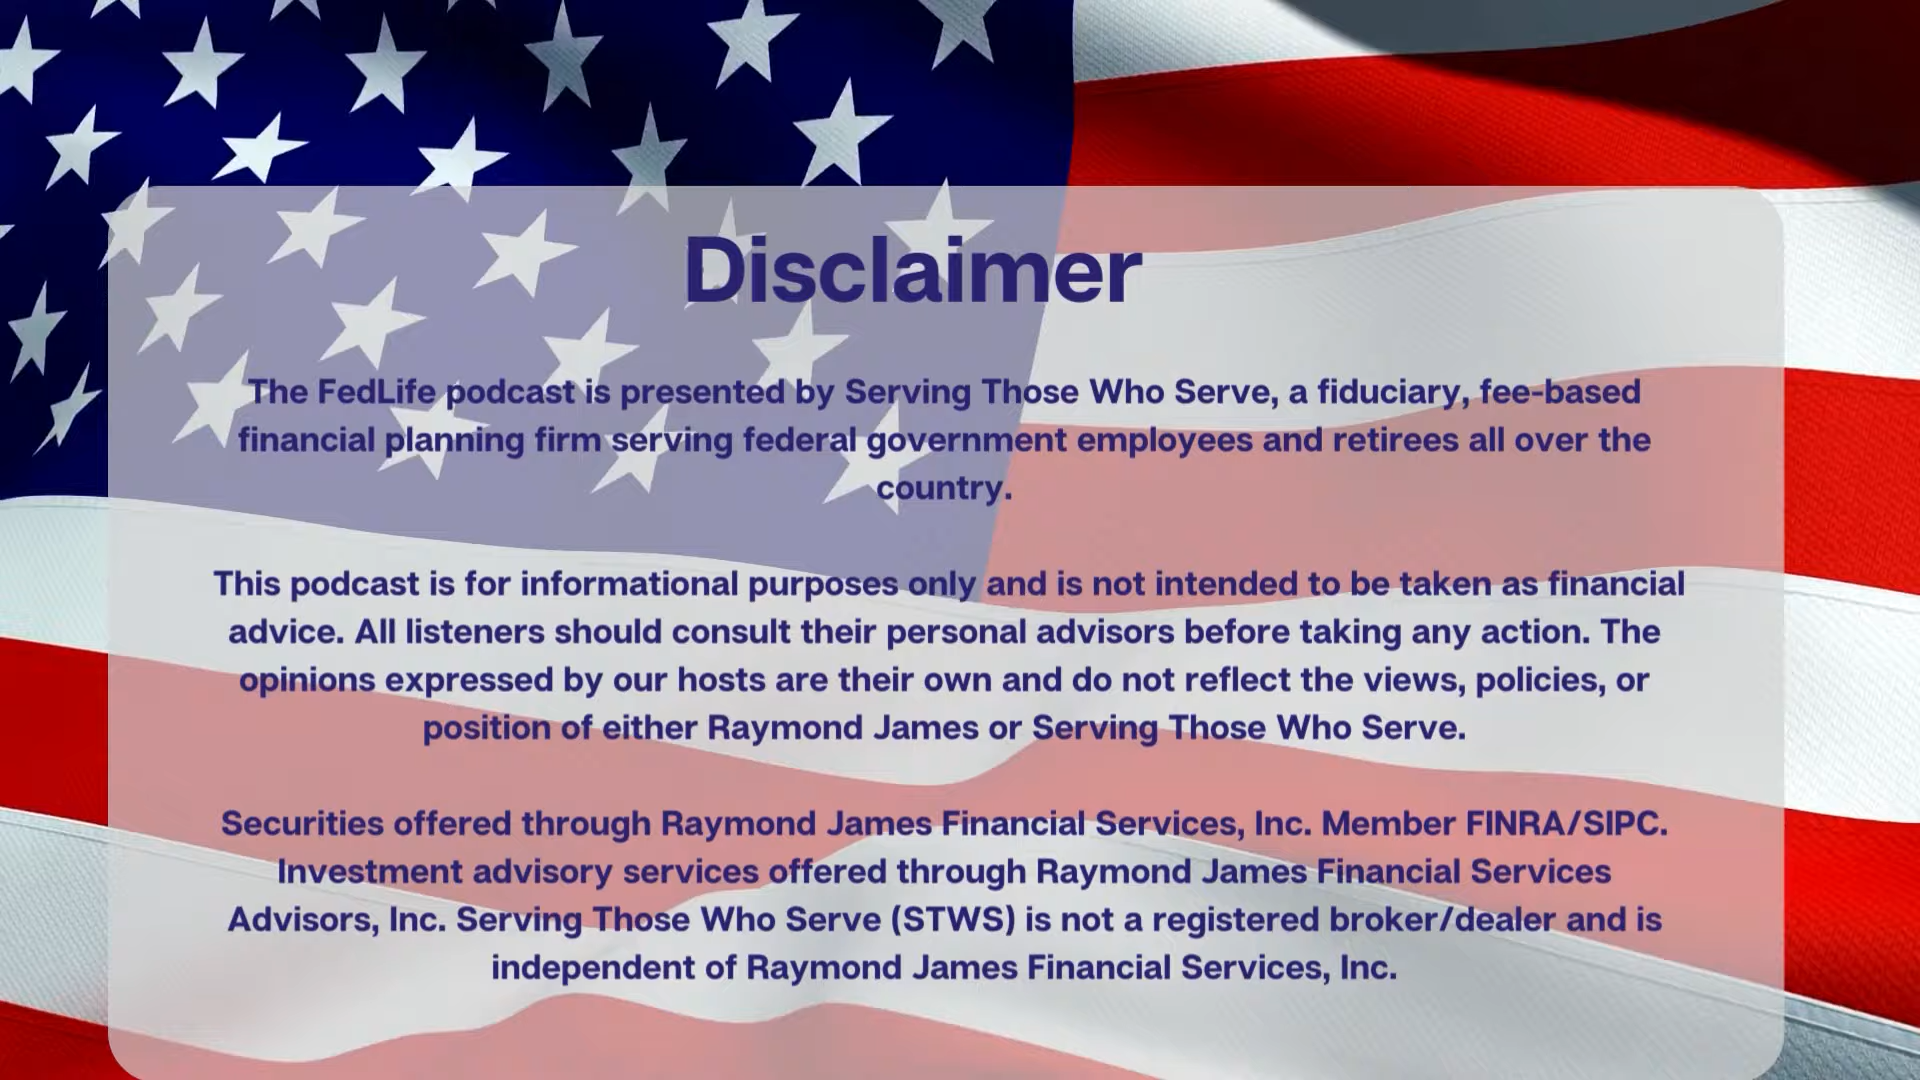 Disclaimer
The FedLife podcast is presented by Serving Those Who Serve, a fiduciary, fee-based
financial planning firm serving federal government employees and retirees all over the
country.
This podcast is for informational purposes only and is not intended to be taken as financial
advice. All listeners should consult their personal advisors before taking any action. The
opinions expressed by our hosts are their own and do not reflect the views, policies, or
position of either Raymond James or Serving Those Who Serve.
Securities offered through Raymond James Financial Services, Inc. Member FINRA/SIPC.
Investment advisory services offered through Raymond James Financial Services
Advisors, Inc. Serving Those Who Serve (STWS) is not a registered broker/dealer and is
independent of Raymond James Financial Services, Inc.